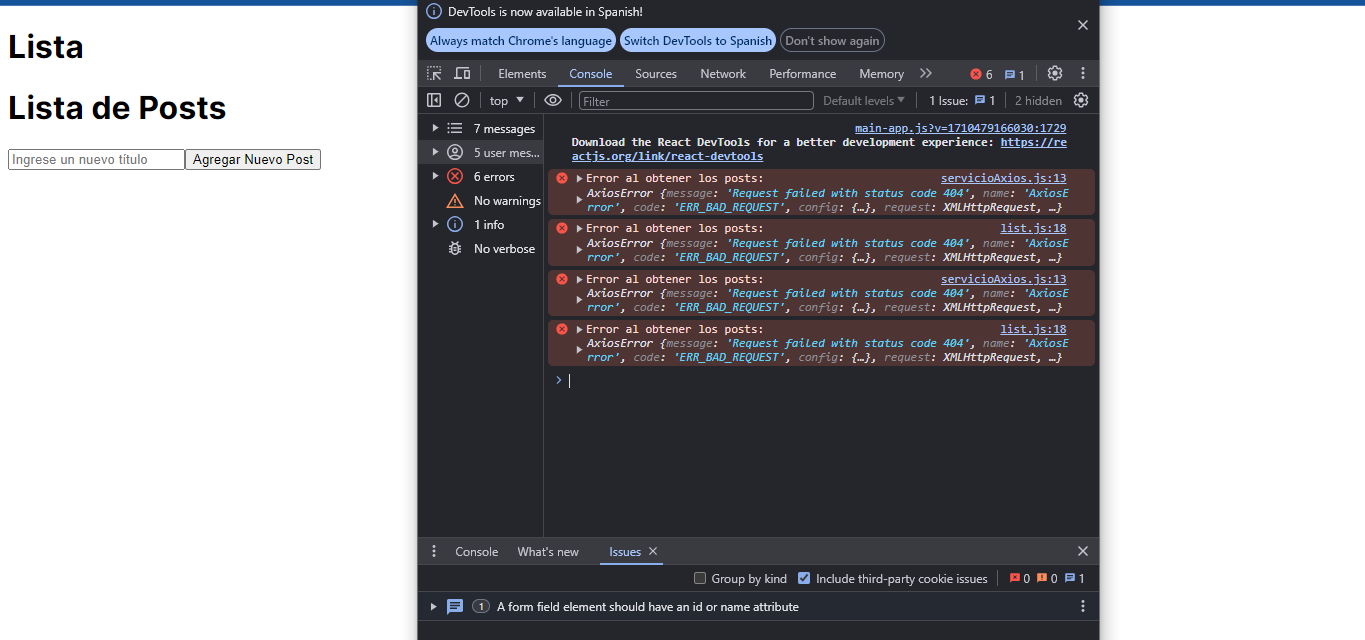 Lista
Lista de Posts
Ingrese un nuevo título
Agregar Nuevo Post
DevTools is now available in Spanish!
Always match Chrome's language
Switch DevTools to Spanish
Don't show again
Elements
Console
Sources
Network
Performance
Memory
6
1
top
Filter
Default levels
1 Issue:
1
2 hidden
7 messages
5 user mes...
6 errors
No warnings
1 info
No verbose
main-app.js?v=1710479166030:1729
Download the React DevTools for a better development experience: https://re
actjs.org/link/react-devtools
Error al obtener los posts: servicioAxios.js:13
AxiosError {message: 'Request failed with status code 404', name: 'AxiosE
rror', code: 'ERR_BAD_REQUEST', config: {…}, request: XMLHttpRequest, …}
Error al obtener los posts: list.js:18
AxiosError {message: 'Request failed with status code 404', name: 'AxiosE
rror', code: 'ERR_BAD_REQUEST', config: {…}, request: XMLHttpRequest, …}
Error al obtener los posts: servicioAxios.js:13
AxiosError {message: 'Request failed with status code 404', name: 'AxiosE
rror', code: 'ERR_BAD_REQUEST', config: {…}, request: XMLHttpRequest, …}
Error al obtener los posts: list.js:18
AxiosError {message: 'Request failed with status code 404', name: 'AxiosE
rror', code: 'ERR_BAD_REQUEST', config: {…}, request: XMLHttpRequest, …}
Console
What's new
Issues
Group by kind
Include third-party cookie issues
0
0
1
1
A form field element should have an id or name attribute